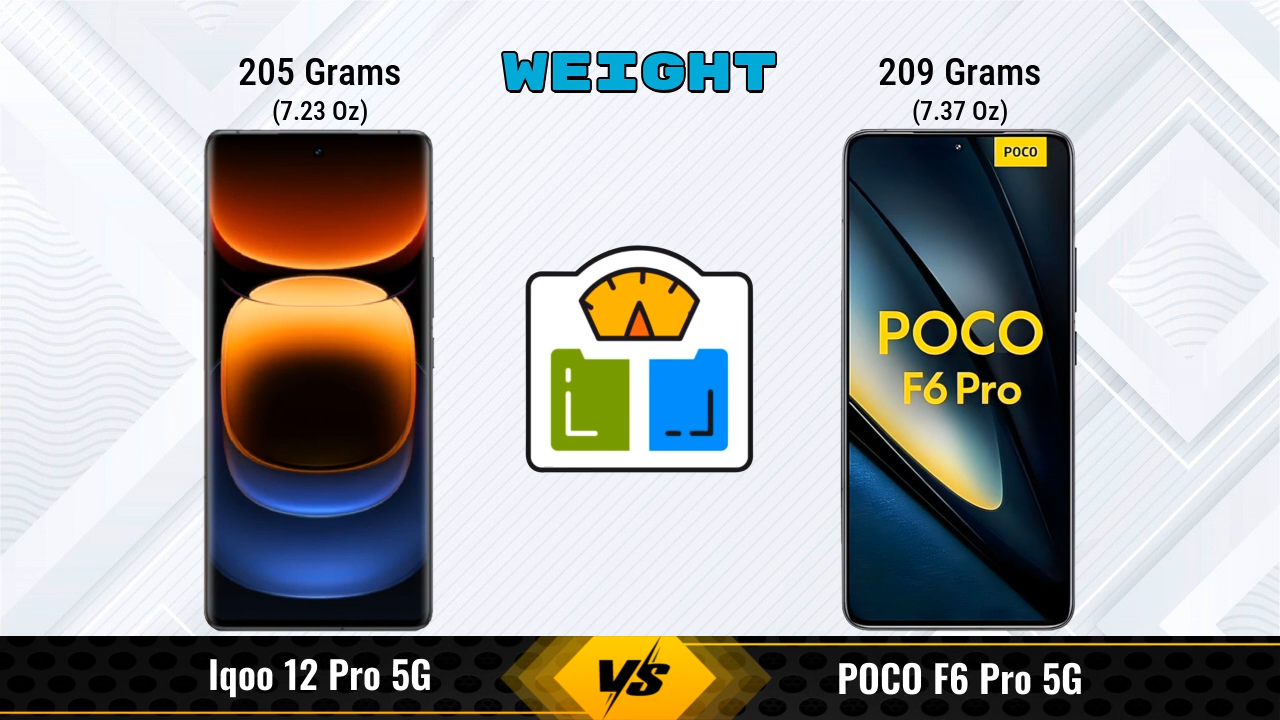 WEIGHT
205 Grams
(7.23 Oz)
209 Grams
(7.37 Oz)
POCO
POCO
F6 Pro
Iqoo 12 Pro 5G
VS
POCO F6 Pro 5G